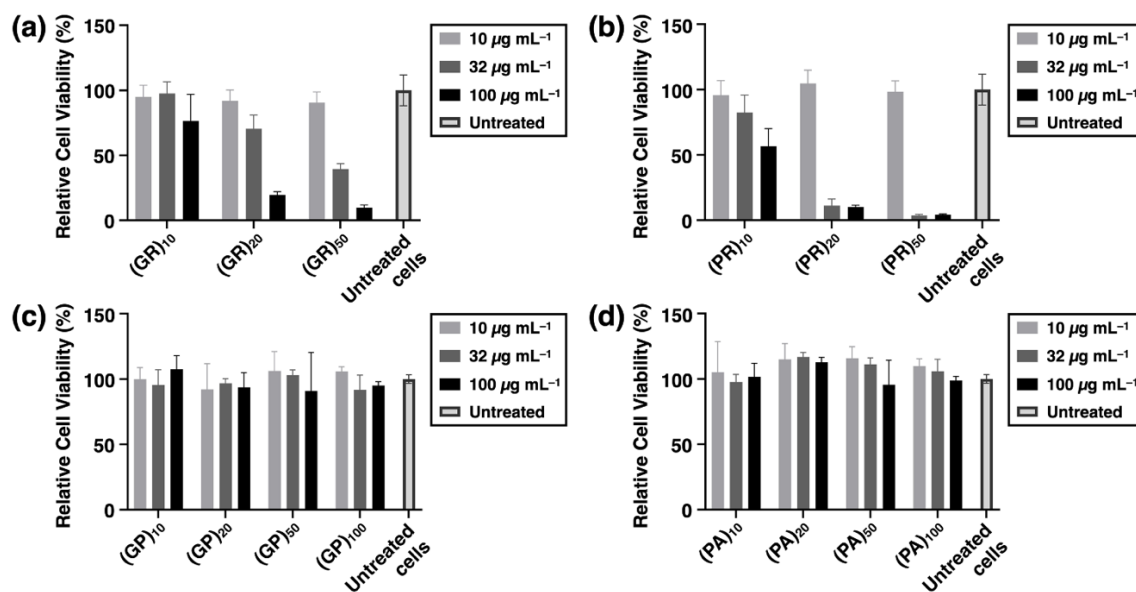 (a)
Relative Cell Viability (%)
150
100
50
0
(GR)10
(GR)20
(GR)50
Untreated
cells
10 µg mL⁻¹
32 µg mL⁻¹
100 µg mL⁻¹
Untreated
(b)
Relative Cell Viability (%)
150
100
50
0
(PR)10
(PR)20
(PR)50
Untreated
cells
10 µg mL⁻¹
32 µg mL⁻¹
100 µg mL⁻¹
Untreated
(c)
Relative Cell Viability (%)
150
100
50
0
(GP)10
(GP)20
(GP)50
(GP)100
Untreated
cells
10 µg mL⁻¹
32 µg mL⁻¹
100 µg mL⁻¹
Untreated
(d)
Relative Cell Viability (%)
150
100
50
0
(PA)10
(PA)20
(PA)50
(PA)100
Untreated
cells
10 µg mL⁻¹
32 µg mL⁻¹
100 µg mL⁻¹
Untreated